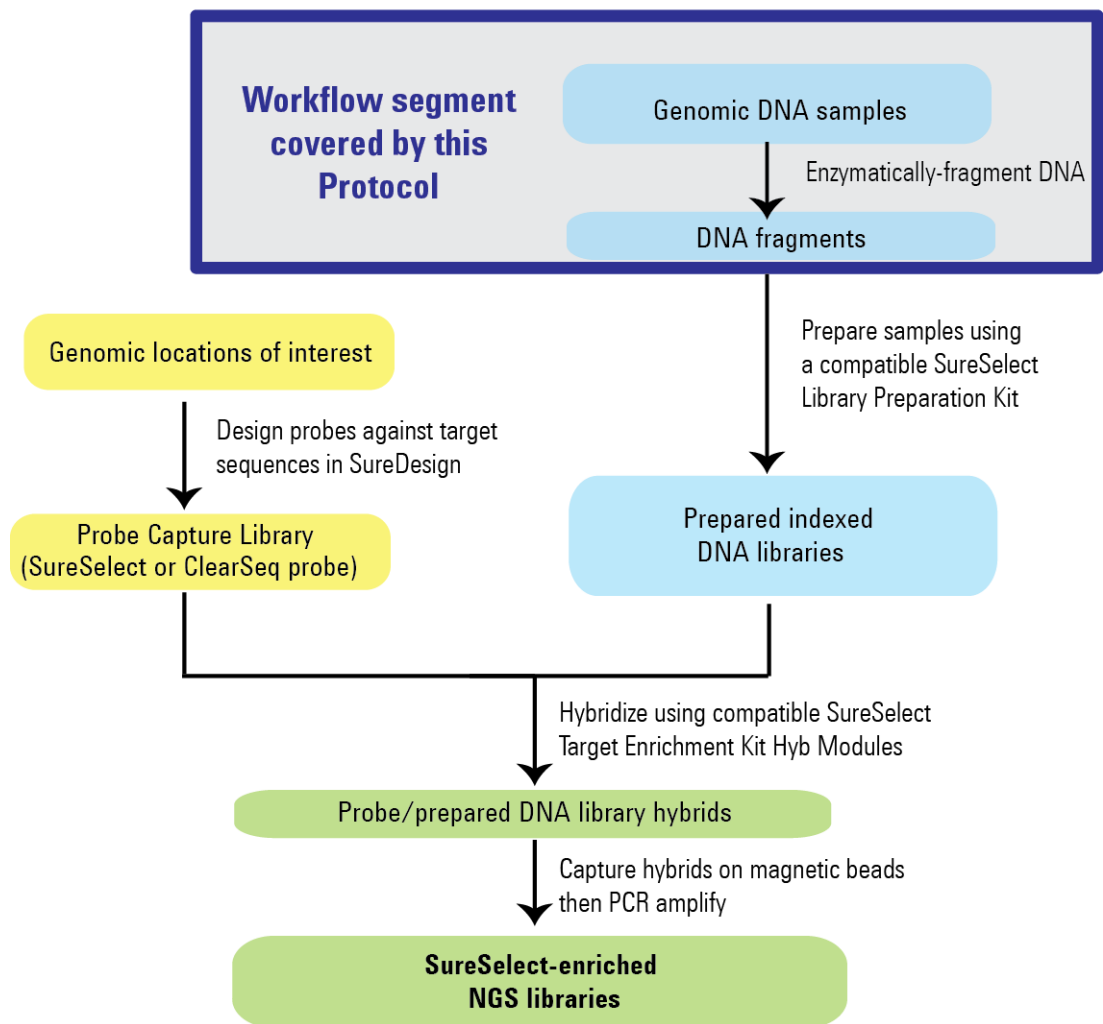 Workflow segment
covered by this
Protocol
Genomic DNA samples
Enzymatically-fragment DNA
DNA fragments
Genomic locations of interest
Prepare samples using
a compatible SureSelect
Library Preparation Kit
Design probes against target
sequences in SureDesign
Probe Capture Library
(SureSelect or ClearSeq probe)
Prepared indexed
DNA libraries
Hybridize using compatible SureSelect
Target Enrichment Kit Hyb Modules
Probe/prepared DNA library hybrids
Capture hybrids on magnetic beads
then PCR amplify
SureSelect-enriched
NGS libraries